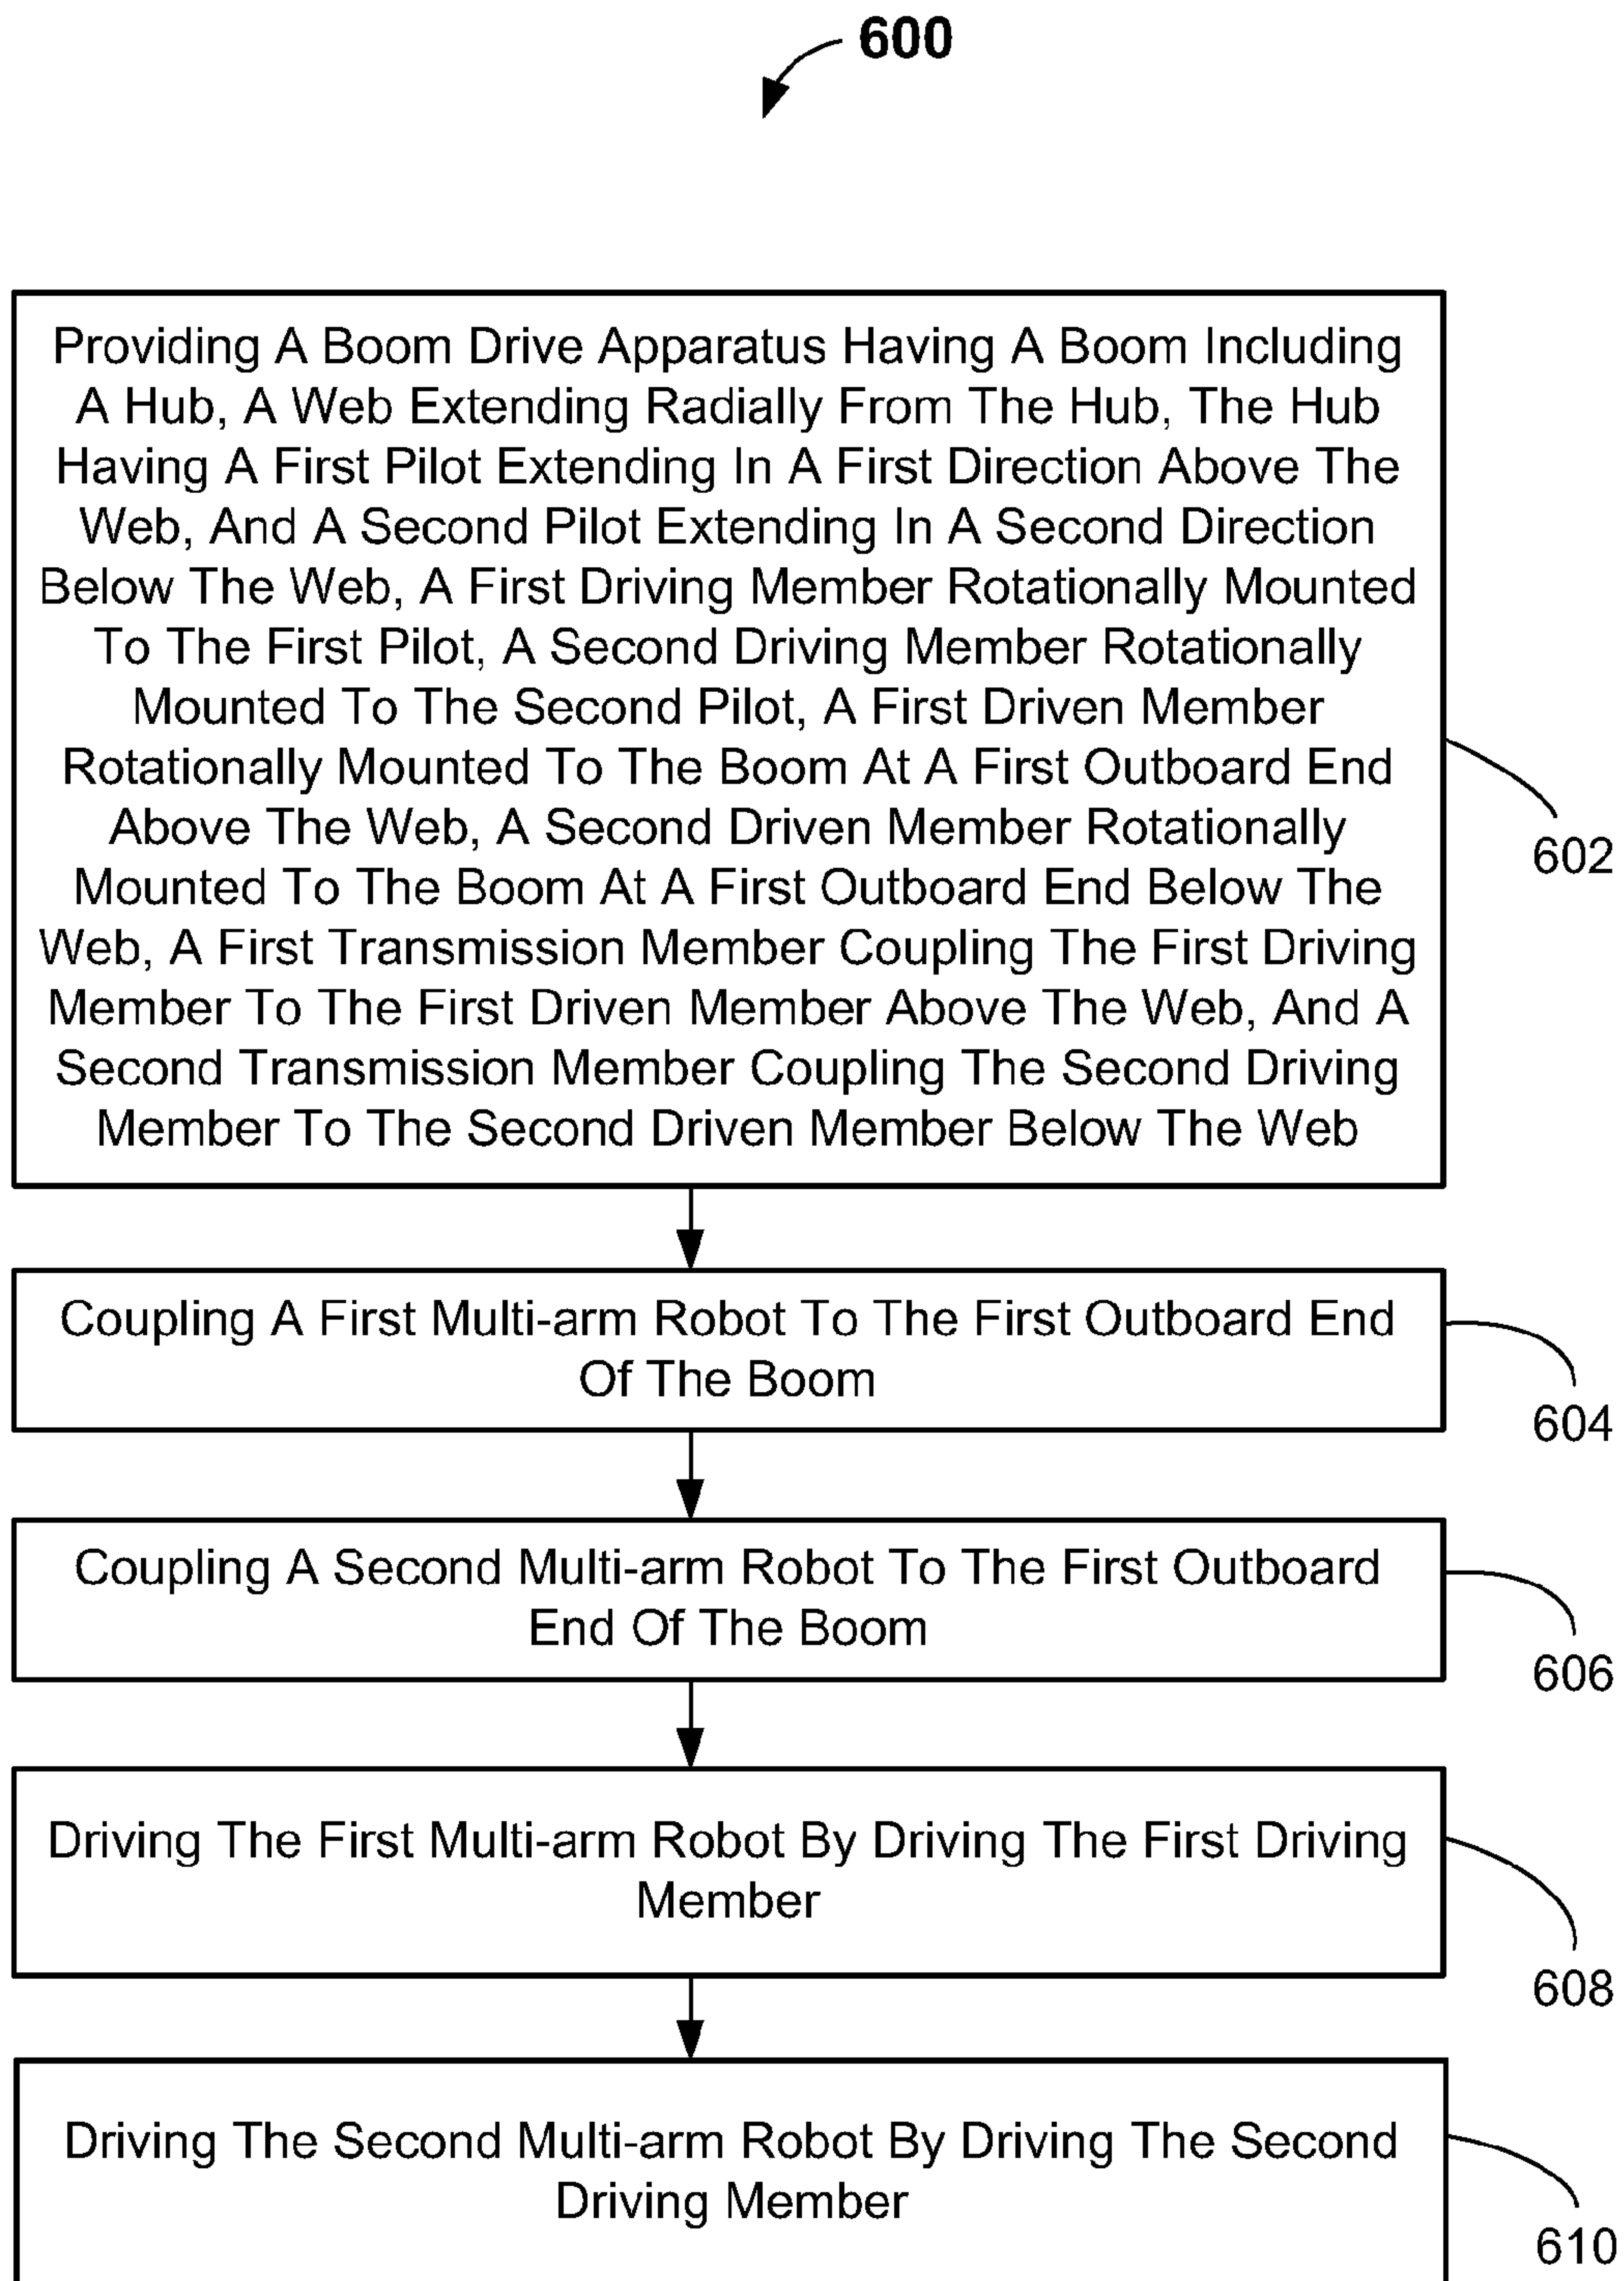 600
Providing A Boom Drive Apparatus Having A Boom Including
A Hub, A Web Extending Radially From The Hub, The Hub
Having A First Pilot Extending In A First Direction Above The
Web, And A Second Pilot Extending In A Second Direction
Below The Web, A First Driving Member Rotationally Mounted
To The First Pilot, A Second Driving Member Rotationally
Mounted To The Second Pilot, A First Driven Member
Rotationally Mounted To The Boom At A First Outboard End
Above The Web, A Second Driven Member Rotationally
Mounted To The Boom At A First Outboard End Below The
Web, A First Transmission Member Coupling The First Driving
Member To The First Driven Member Above The Web, And A
Second Transmission Member Coupling The Second Driving
Member To The Second Driven Member Below The Web
602
Coupling A First Multi-arm Robot To The First Outboard End
Of The Boom
604
Coupling A Second Multi-arm Robot To The First Outboard
End Of The Boom
606
Driving The First Multi-arm Robot By Driving The First Driving
Member
608
Driving The Second Multi-arm Robot By Driving The Second
Driving Member
610